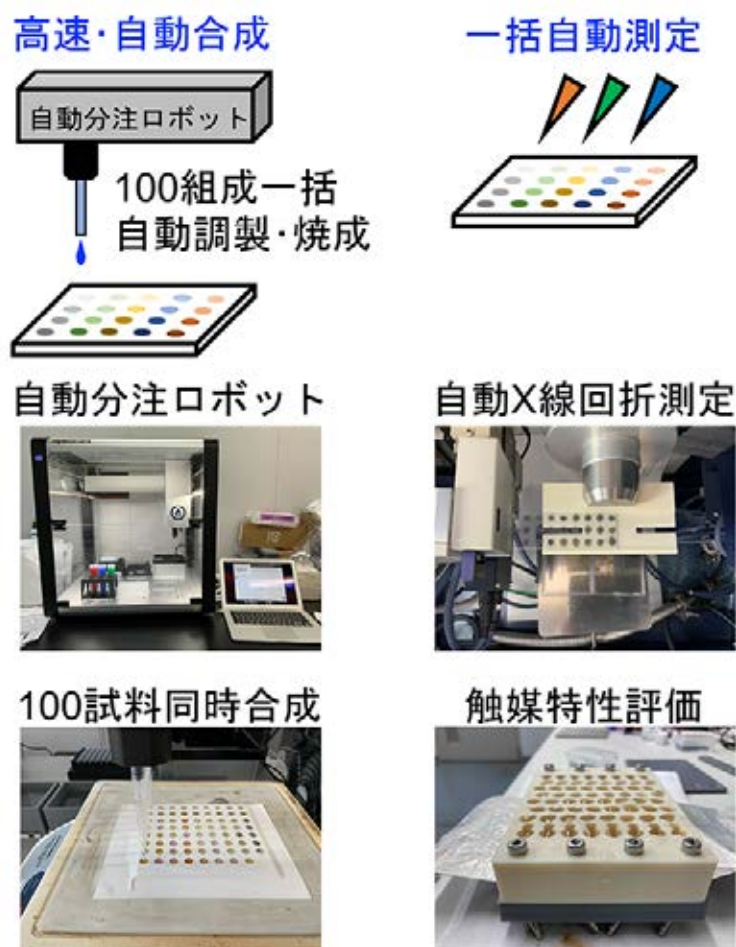 高速・自動合成
一括自動測定
自動分注ロボット
100組成一括
自動調製・焼成
自動分注ロボット
自動X線回折測定
100試料同時合成
触媒特性評価